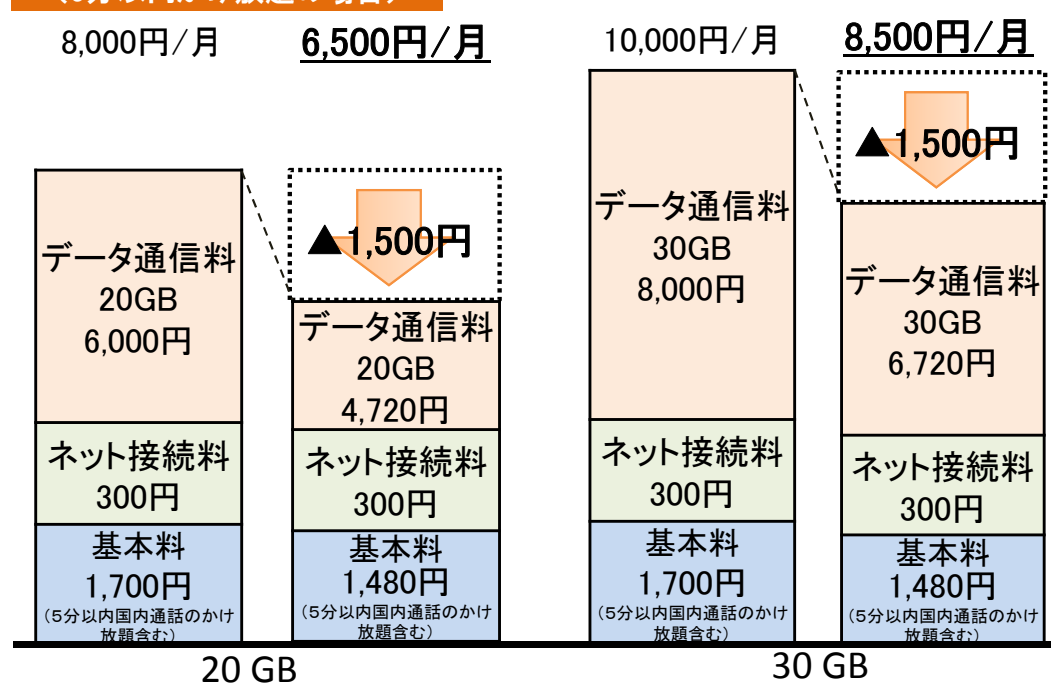 8,000円/月
6,500円/月
10,000円/月
8,500円/月
データ通信料
20GB
6,000円
ネット接続料
300円
基本料
1,700円
（5分以内国内通話のかけ
放題含む）
▲1,500円
データ通信料
20GB
4,720円
ネット接続料
300円
基本料
1,480円
（5分以内国内通話のかけ
放題含む）
データ通信料
30GB
8,000円
ネット接続料
300円
基本料
1,700円
（5分以内国内通話のかけ
放題含む）
▲1,500円
データ通信料
30GB
6,720円
ネット接続料
300円
基本料
1,480円
（5分以内国内通話のかけ
放題含む）
20 GB
30 GB